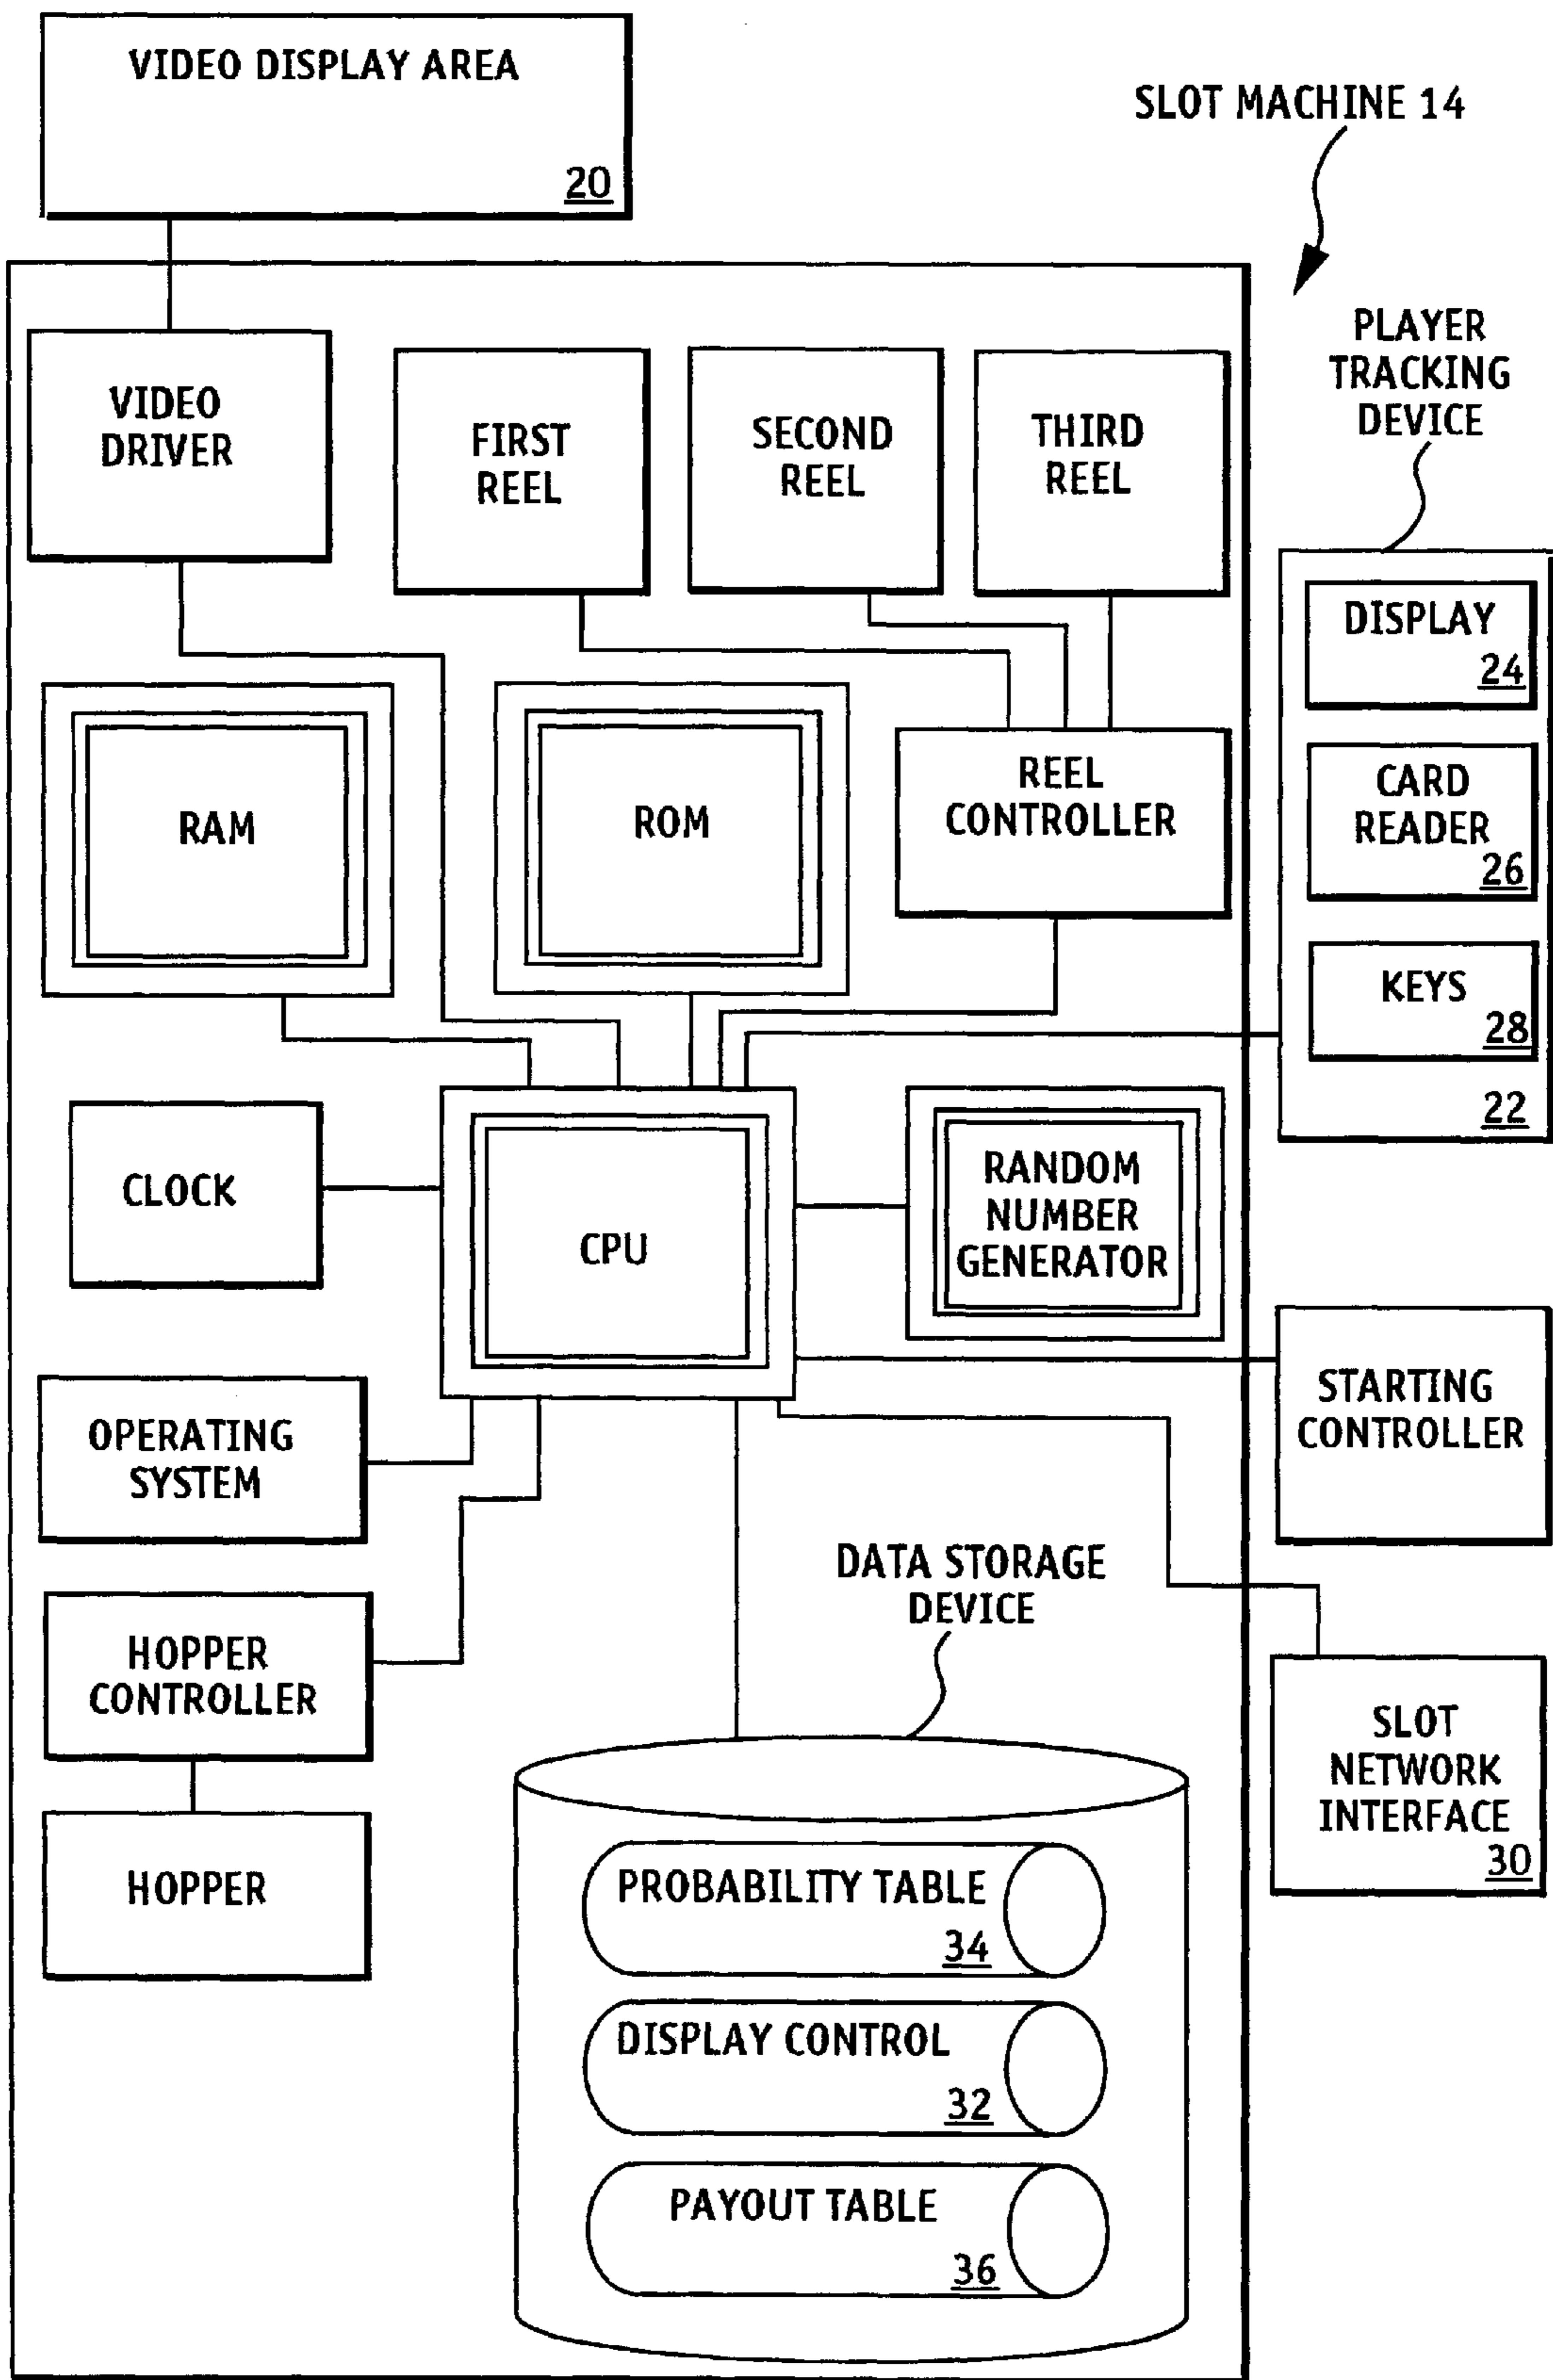 VIDEO DISPLAY AREA
20
SLOT MACHINE 14
VIDEO
DRIVER
FIRST
REEL
SECOND
REEL
THIRD
REEL
PLAYER
TRACKING
DEVICE
DISPLAY
24
CARD
READER
26
KEYS
28
22
RAM
ROM
REEL
CONTROLLER
CLOCK
CPU
RANDOM
NUMBER
GENERATOR
STARTING
CONTROLLER
OPERATING
SYSTEM
HOPPER
CONTROLLER
HOPPER
DATA STORAGE
DEVICE
SLOT
NETWORK
INTERFACE
30
PROBABILITY TABLE
34
DISPLAY CONTROL
32
PAYOUT TABLE
36